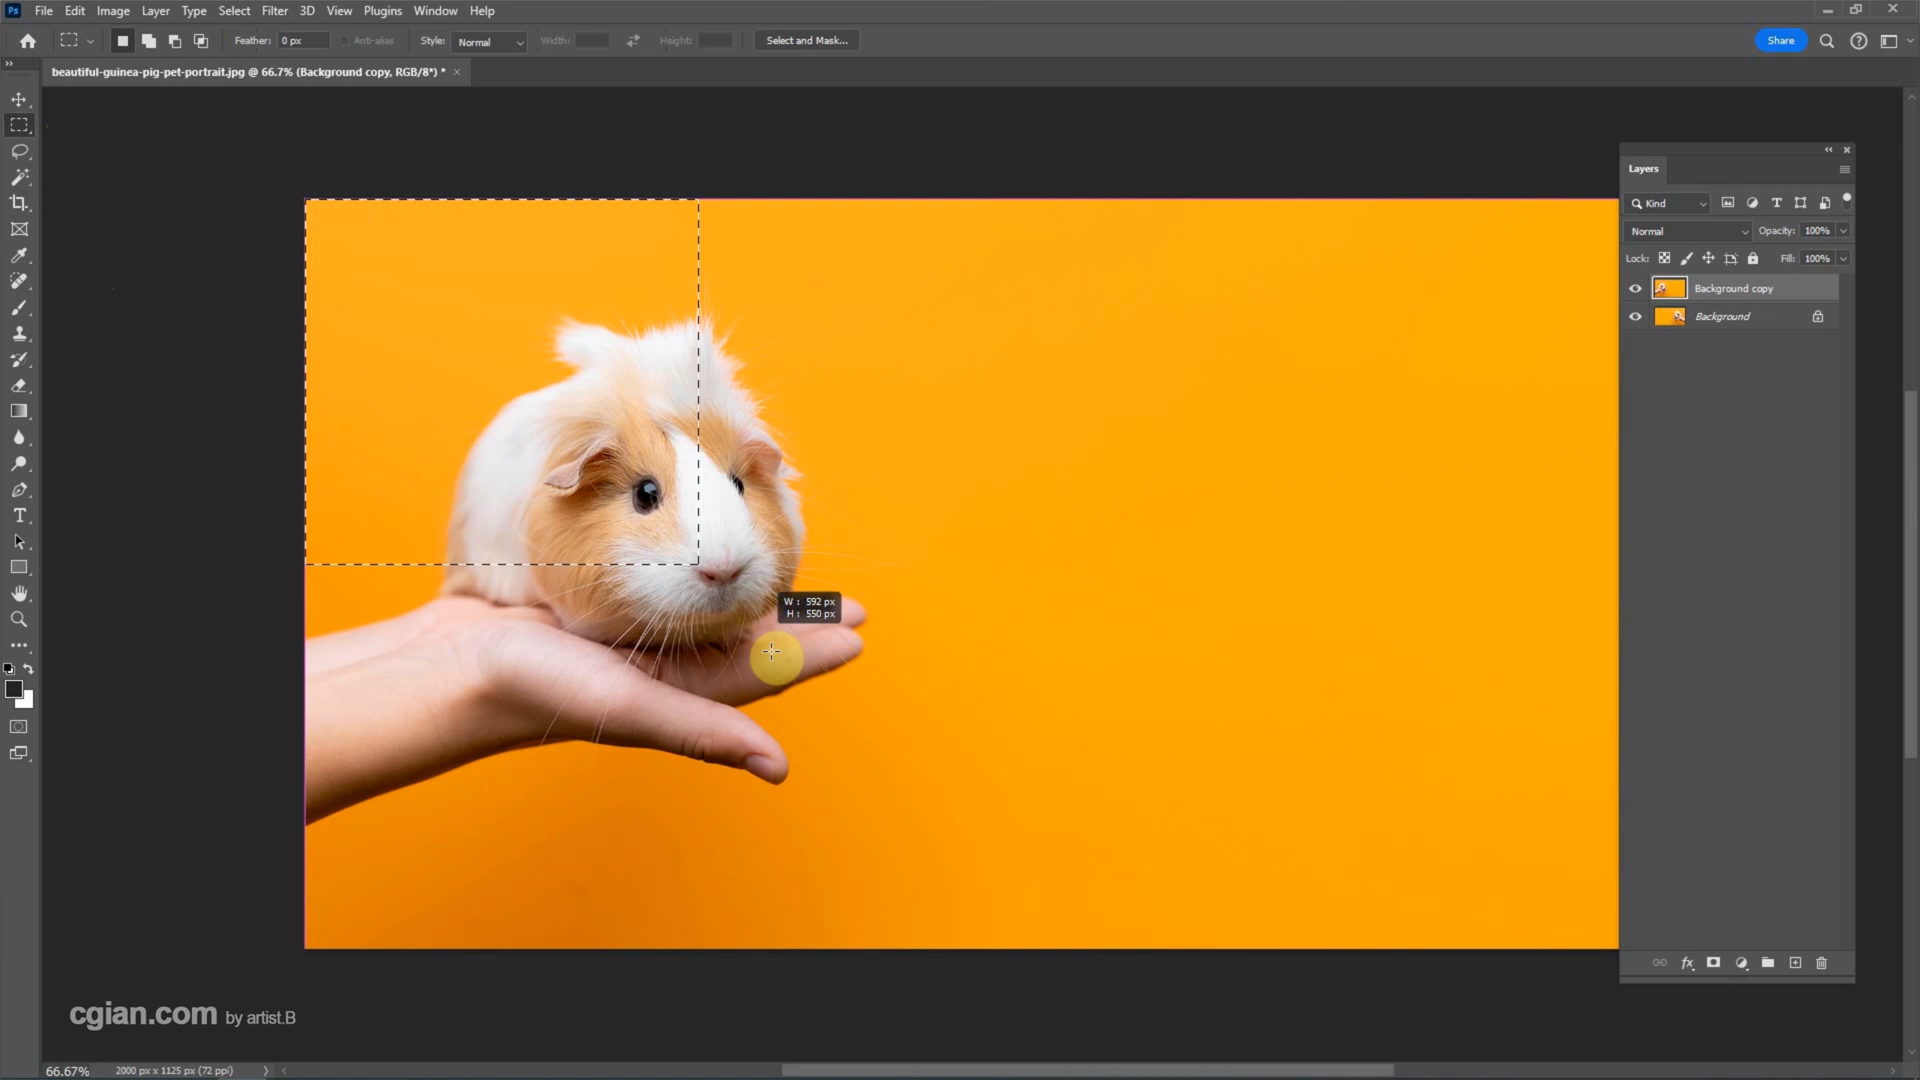 Ps File Edit Image Layer Type Select Filter 3D View Plugins Window Help
Feather: 0 px Anti-alias Style: Normal Width: Height: Select and Mask... Share
beautiful-guinea-pig-pet-portrait.jpg @ 66.7% (Background copy, RGB/8*) *
Layers
Kind
Normal Opacity: 100%
Lock: Fill: 100%
Background copy
Background
W : 592 px
H : 550 px
cgian.com by artist.B
66.67% 2000 px x 1125 px (72 ppi)